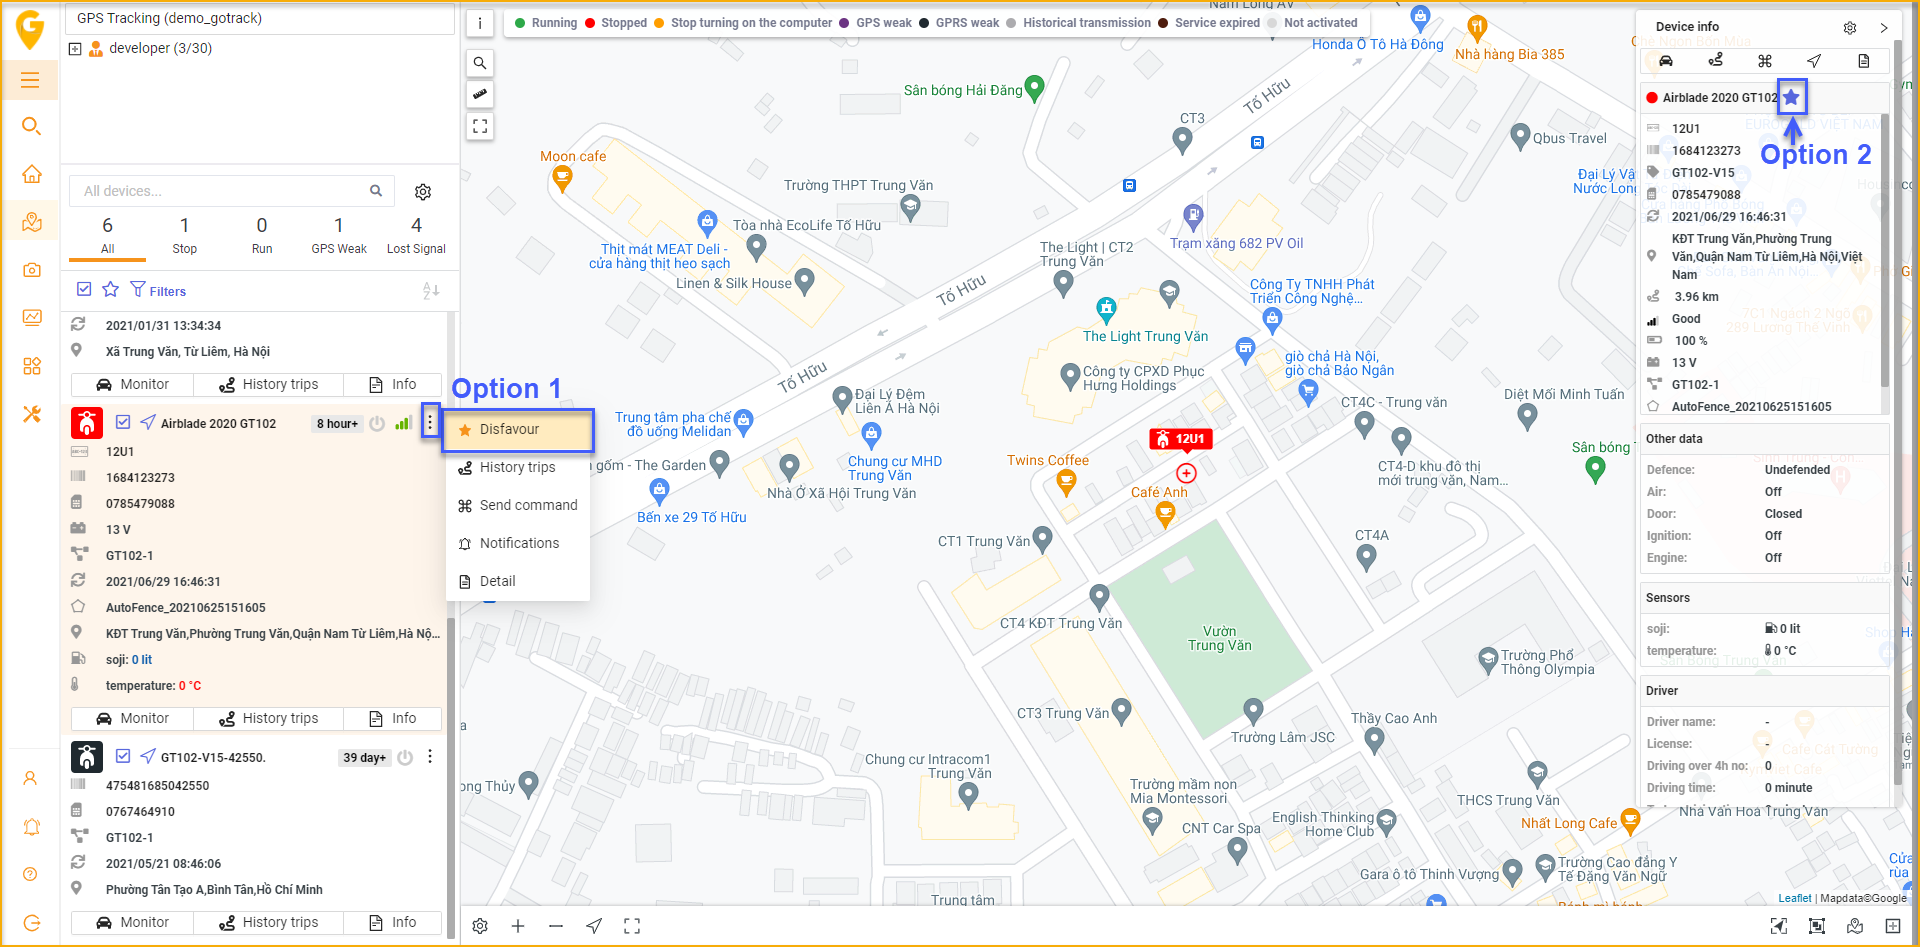 GPS Tracking (demo_gotrack)
developer (3/30)
All devices...
6 1 0 1 4
All Stop Run GPS Weak Lost Signal
Filters
2021/01/31 13:34:34
Xã Trung Văn, Từ Liêm, Hà Nội
Monitor History trips Info
Airblade 2020 GT102 8 hour+
12U1
1684123273
0785479088
13 V
GT102-1
2021/06/29 16:46:31
AutoFence_20210625151605
KĐT Trung Văn,Phường Trung Văn,Quận Nam Từ Liêm,Hà Nộ...
soji: 0 lit
temperature: 0 °C
Monitor History trips Info
GT102-V15-42550. 39 day+
475481685042550
0767464910
GT102-1
2021/05/21 08:46:06
Phường Tân Tạo A,Bình Tân,Hồ Chí Minh
Monitor History trips Info
Option 1
Disfavour
History trips
Send command
Notifications
Detail
Running Stopped Stop turning on the computer GPS weak GPRS weak Historical transmission Service expired Not activated
Nam Long AV
Honda Ô Tô Hà Đông
Nhà hàng Bia 385
Sân bóng Hải Đăng
Tố Hữu
CT3
Qbus Travel
Moon cafe
Trường THPT Trung Văn
Tòa nhà EcoLife Tố Hữu
Thịt mát MEAT Deli -
cửa hàng thịt heo sạch
Linen & Silk House
Tố Hữu
The Light | CT2
Trung Văn
Trạm xăng 682 PV Oil
Công Ty TNHH Phát
Triển Công Nghệ...
The Light Trung Văn
giò chả Hà Nội,
giò chả Bảo Ngân
Công ty CPXD Phục
Hưng Holdings
Tố Hữu
Đại Lý Đệm
Liên Á Hà Nội
Trung tâm pha chế
đồ uống Melidan
CT4C - Trung văn
Diệt Mối Minh Tuấn
12U1
Sân bóng
gốm - The Garden
Chung cư MHD
Trung Văn
Twins Coffee
Nhà Ở Xã Hội Trung Văn
Café Anh
CT4-D khu đô thị
mới trung văn, Nam...
Bến xe 29 Tố Hữu
CT1 Trung Văn
CT4A
CT4 KĐT Trung Văn
Vườn
Trung Văn
Trường Phổ
Thông Olympia
CT3 Trung Văn
Thầy Cao Anh
Trường Lâm JSC
Chung cư Intracom1
Trung Văn
ong Thủy
Trường mầm non
Mia Montessori
THCS Trung Văn
CNT Car Spa
English Thinking
Home Club
Nhất Long Cafe
Nhà Văn Hoá Trung Văn
Gara ô tô Thịnh Vượng
Trường Cao đẳng Y
Tế Đặng Văn Ngữ
Trung tâm
Bánh mì bánh
Leaflet | Mapdata©Google
Device info
Airblade 2020 GT102
Option 2
12U1
1684123273
GT102-V15
0785479088
2021/06/29 16:46:31
KĐT Trung Văn,Phường Trung
Văn,Quận Nam Từ Liêm,Hà Nội,Việt
Nam
3.96 km
Good
100 %
13 V
GT102-1
AutoFence_20210625151605
Other data
Defence: Undefended
Air: Off
Door: Closed
Ignition: Off
Engine: Off
Sensors
soji: 0 lit
temperature: 0 °C
Driver
Driver name: -
License: -
Driving over 4h no: 0
Driving time: 0 minute